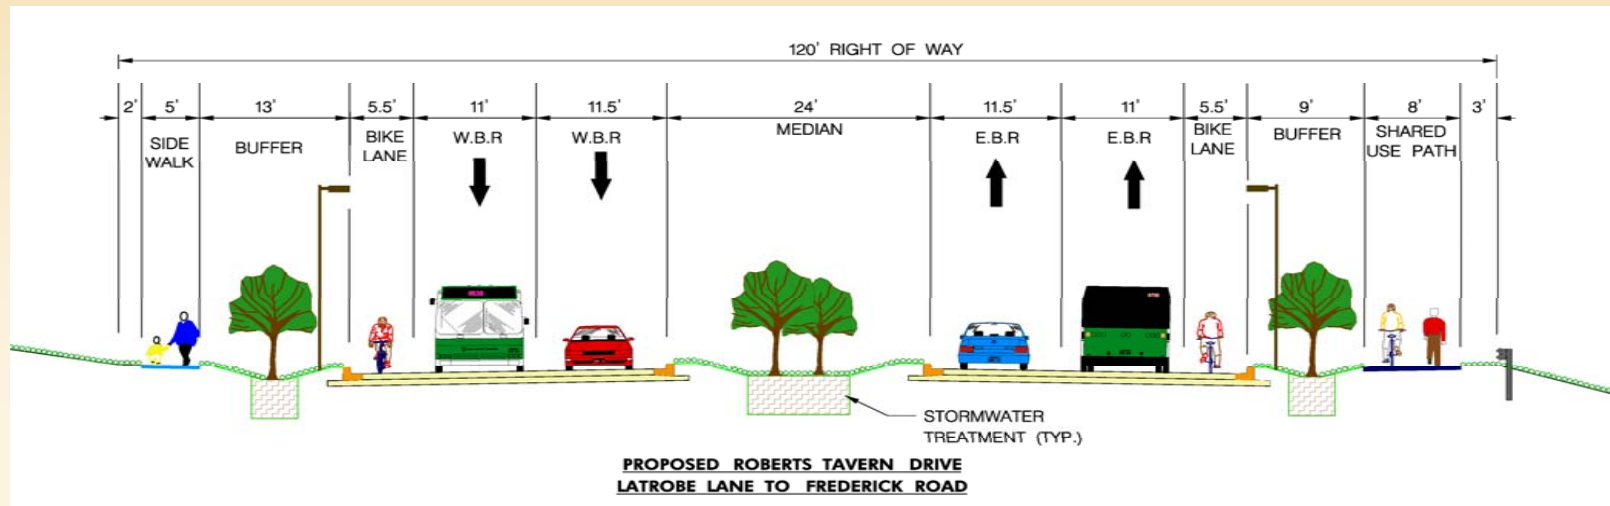 120' RIGHT OF WAY
2' 5' 13' 5.5' 11' 11.5' 24' 11.5' 11' 5.5' 9' 8' 3'
SIDE
WALK
BUFFER
BIKE
LANE
W.B.R
W.B.R
MEDIAN
E.B.R
E.B.R
BIKE
LANE
BUFFER
SHARED
USE PATH
STORMWATER
TREATMENT (TYP.)
PROPOSED ROBERTS TAVERN DRIVE
LATROBE LANE TO FREDERICK ROAD